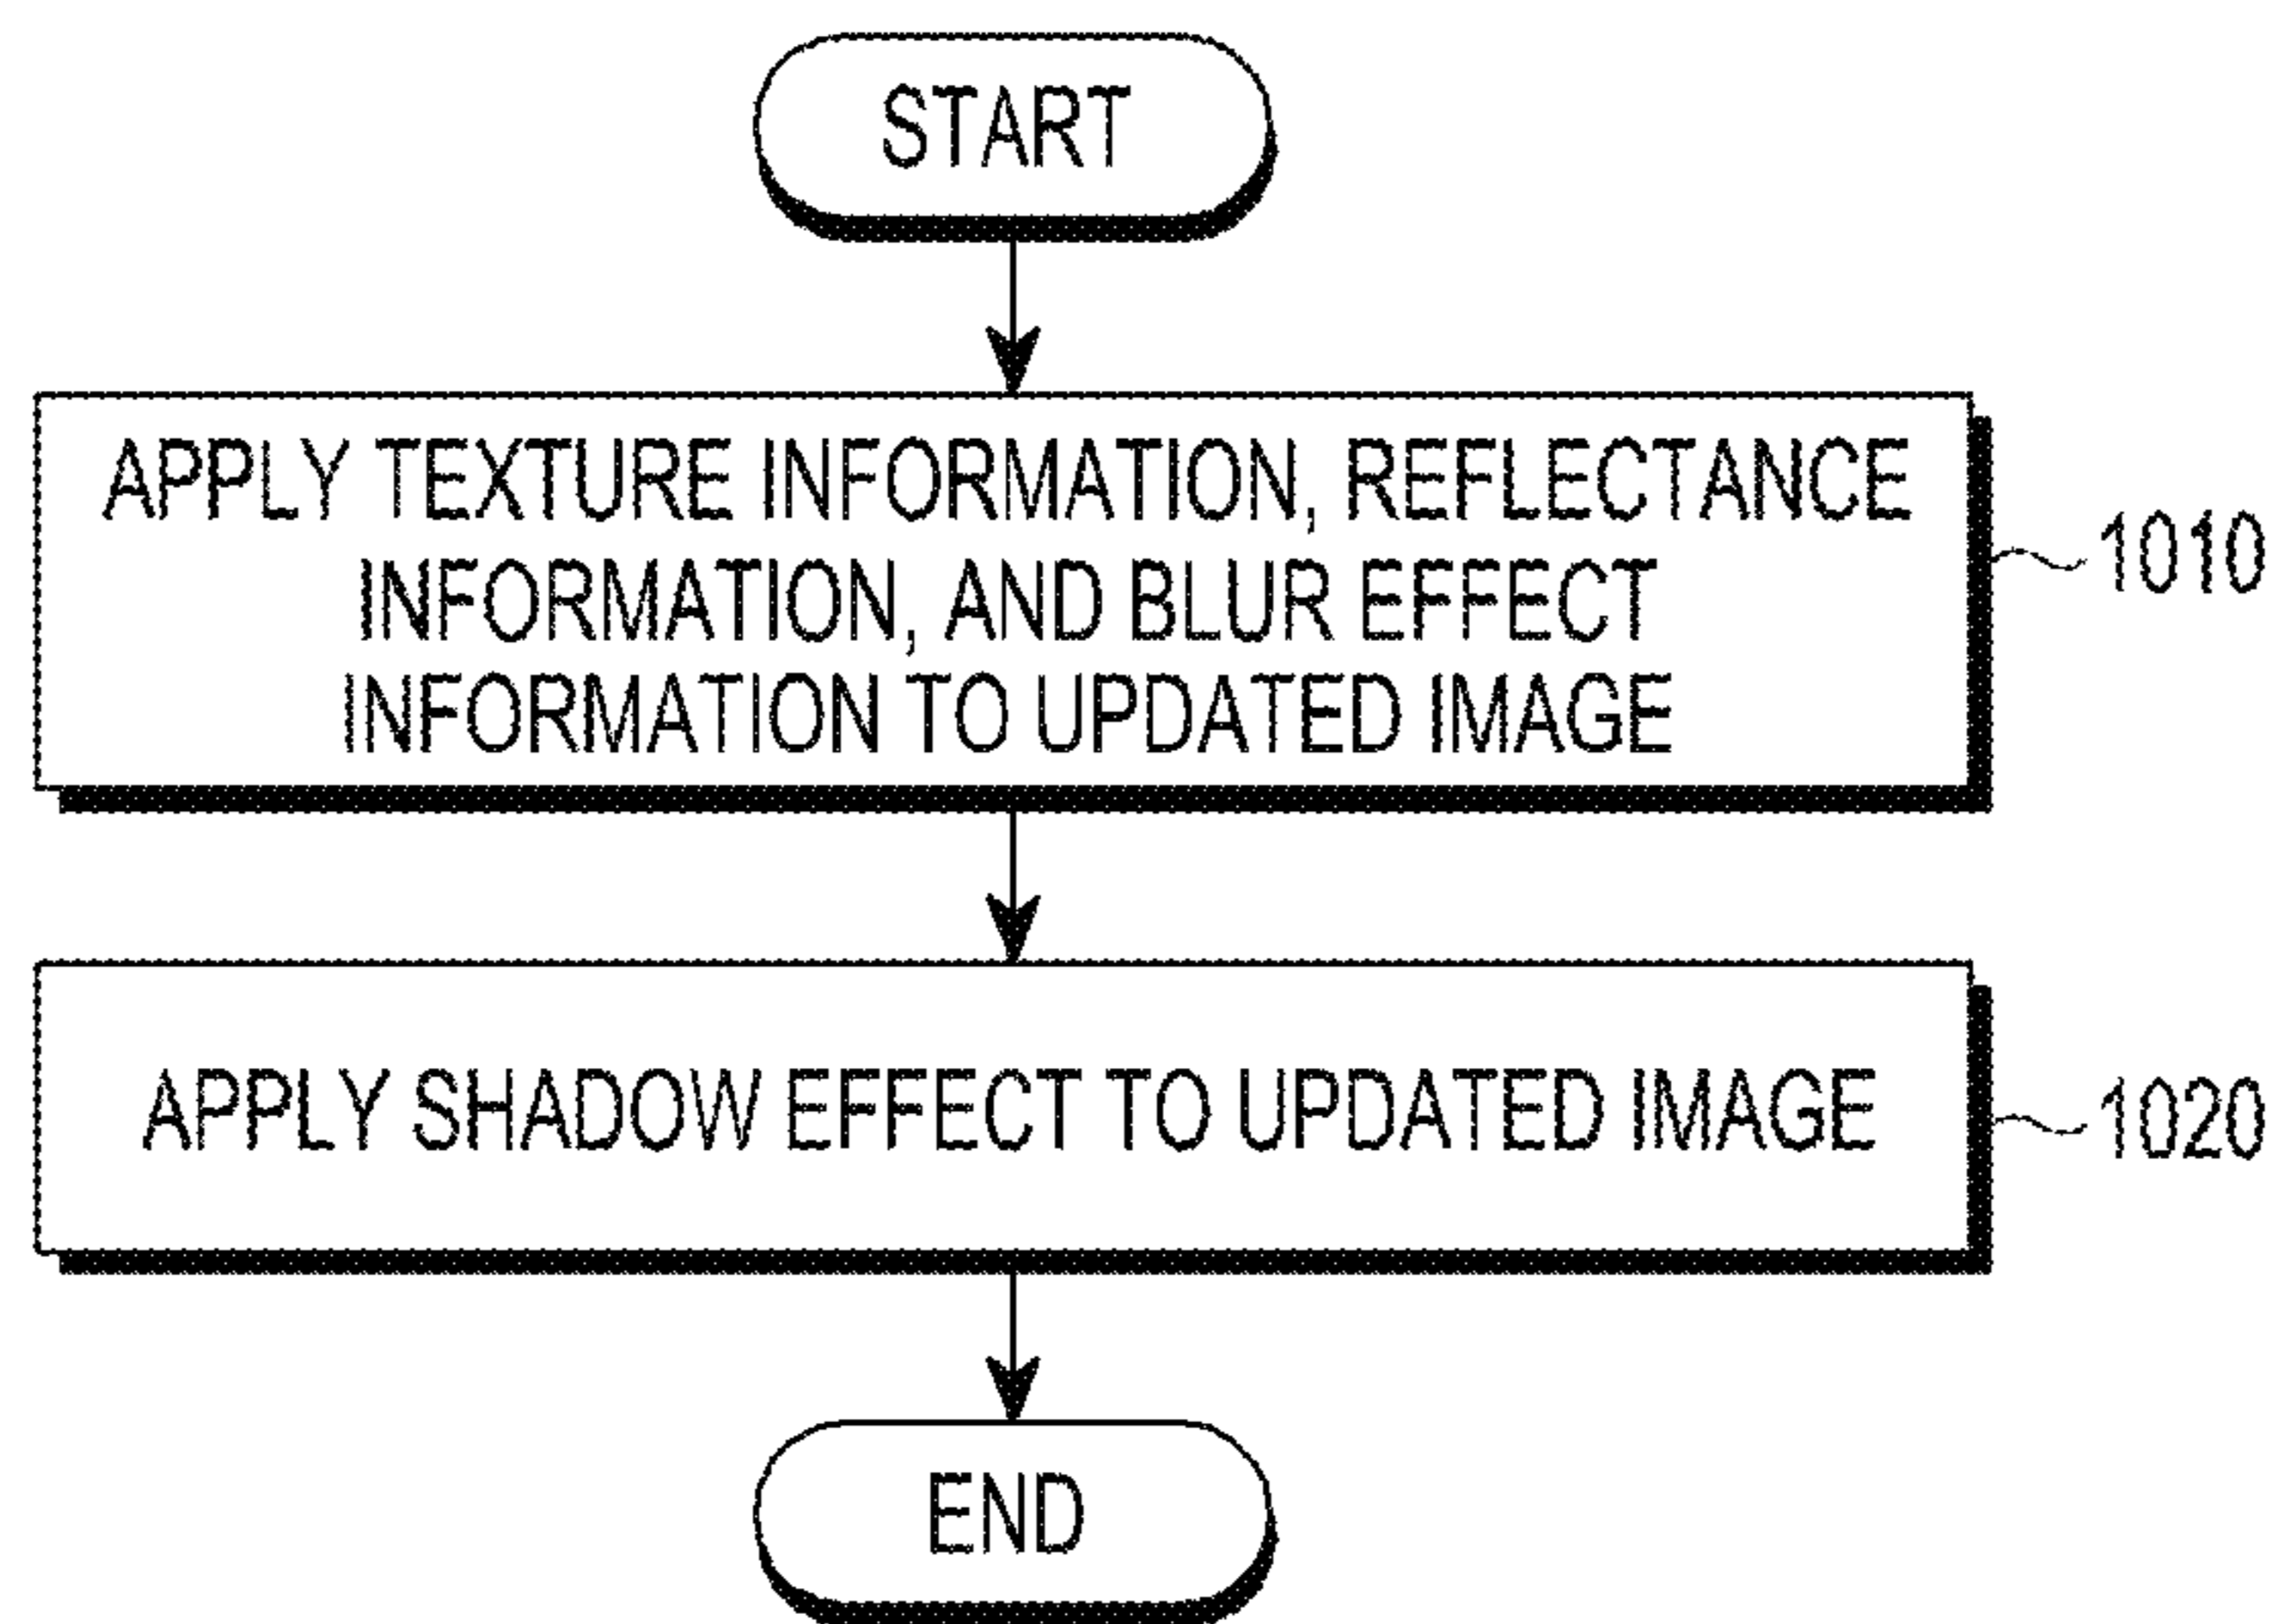 START
APPLY TEXTURE INFORMATION, REFLECTANCE
INFORMATION, AND BLUR EFFECT
INFORMATION TO UPDATED IMAGE
1010
APPLY SHADOW EFFECT TO UPDATED IMAGE
1020
END